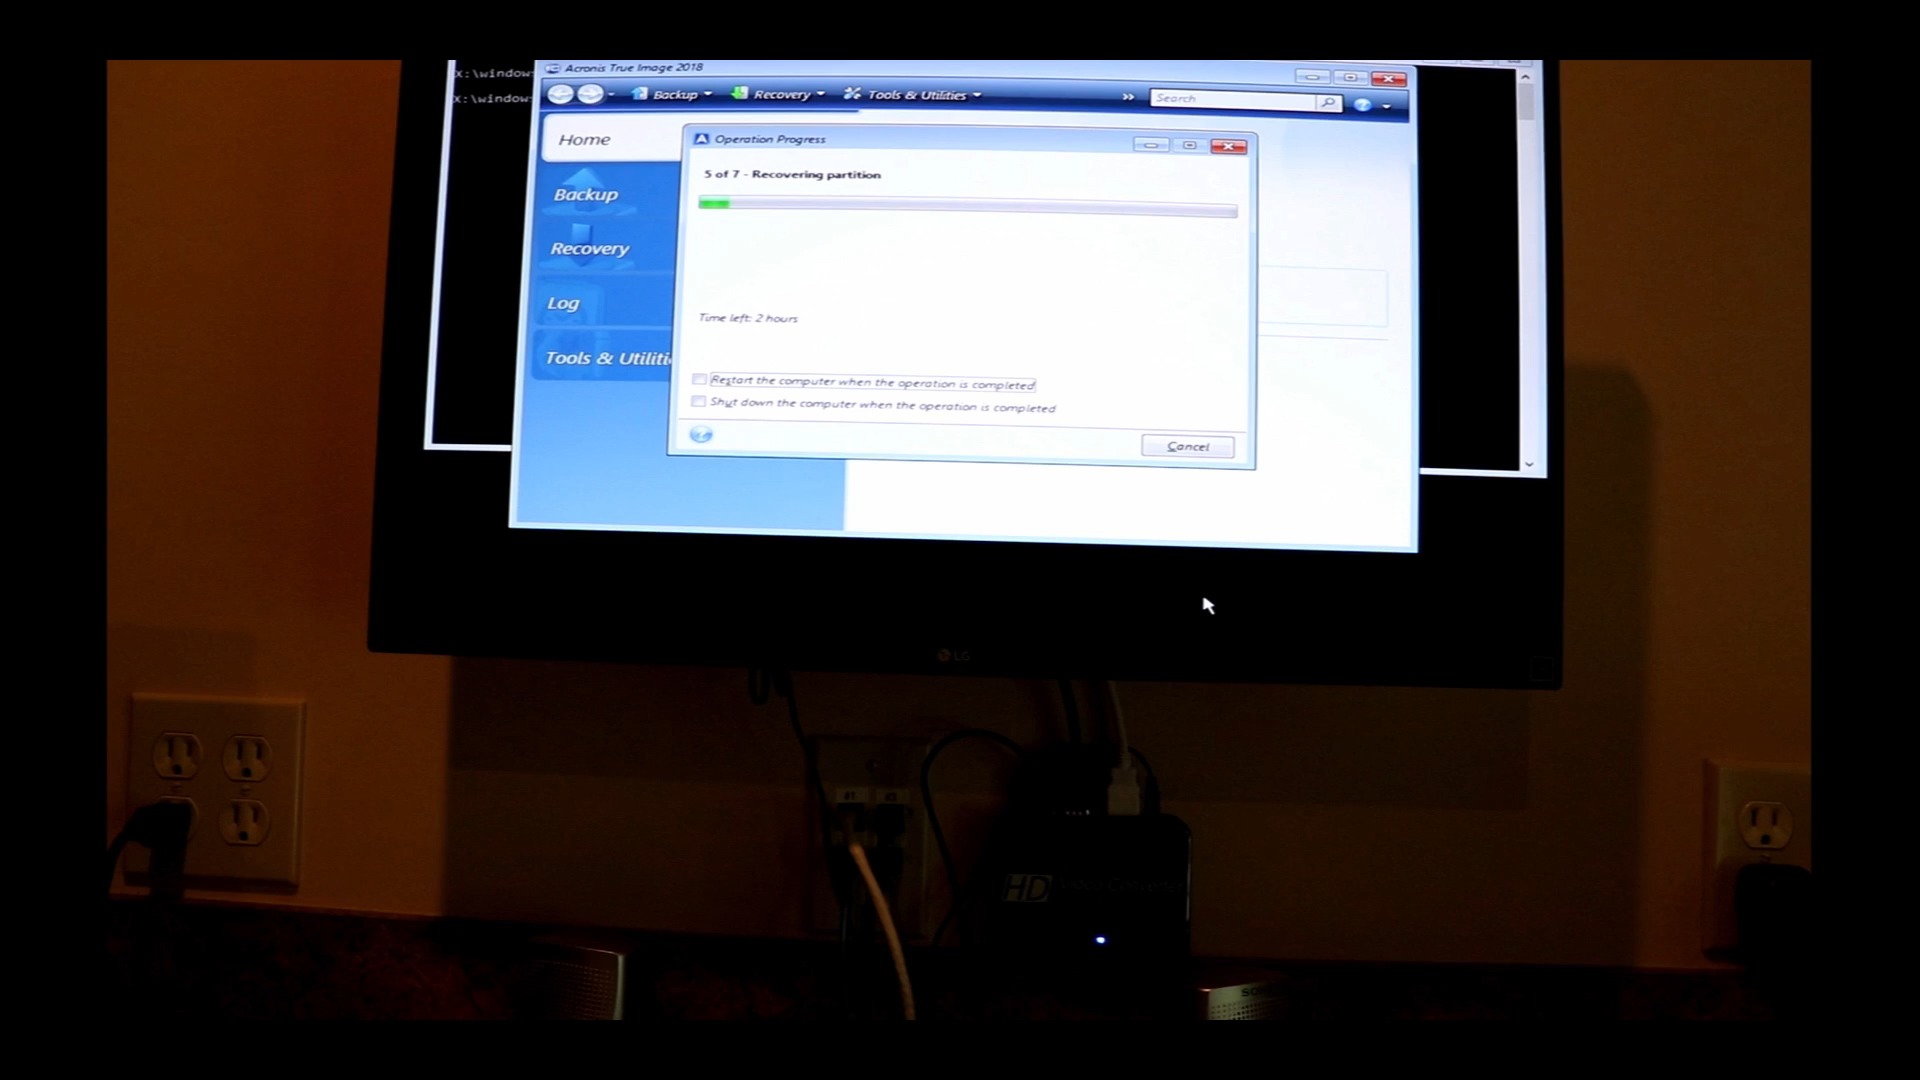 X:\window
X:\window
Acronis True Image 2018
Backup
Recovery
Tools & Utilities
»
Search
Home
Backup
Recovery
Log
Tools & Utiliti
Operation Progress
5 of 7 - Recovering partition
Time left: 2 hours
Restart the computer when the operation is completed
Shut down the computer when the operation is completed
Cancel
LG
HD Video Converter